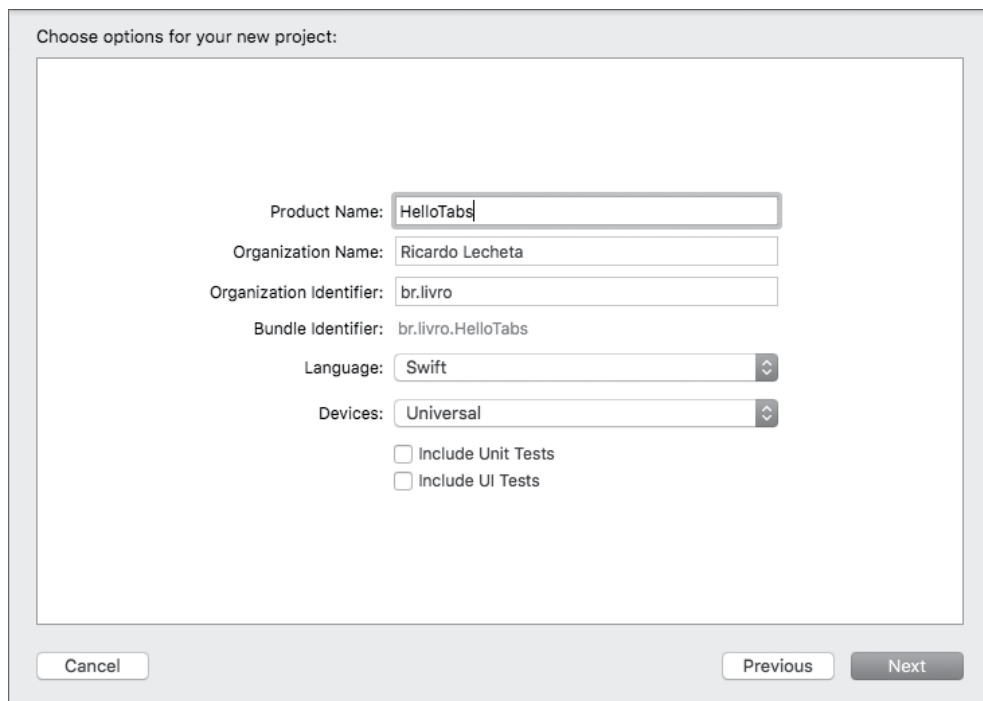 Choose options for your new project:
Product Name: HelloTabs
Organization Name: Ricardo Lecheta
Organization Identifier: br.livro
Bundle Identifier: br.livro.HelloTabs
Language: Swift
Devices: Universal
Include Unit Tests
Include UI Tests
Cancel Previous Next